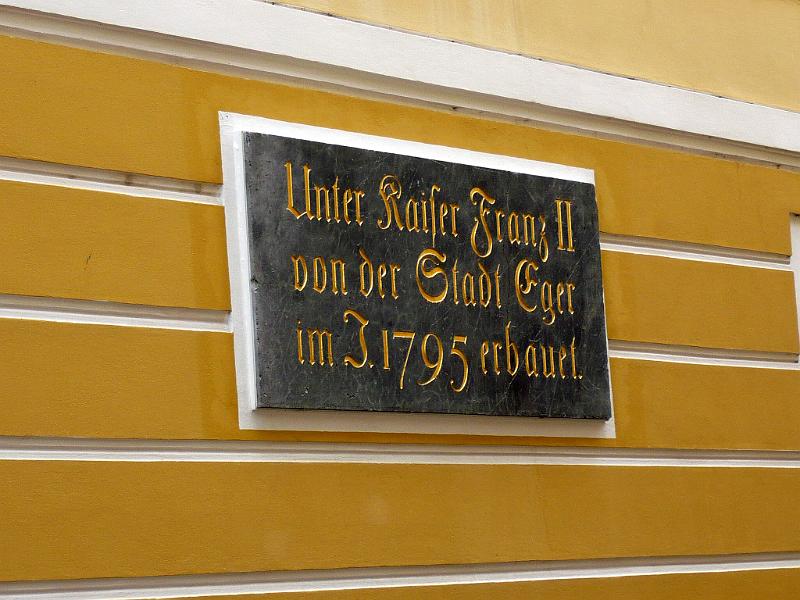 Unter Kaiſer Franz II
von der Stadt Eger
im J. 1795 erbauet.